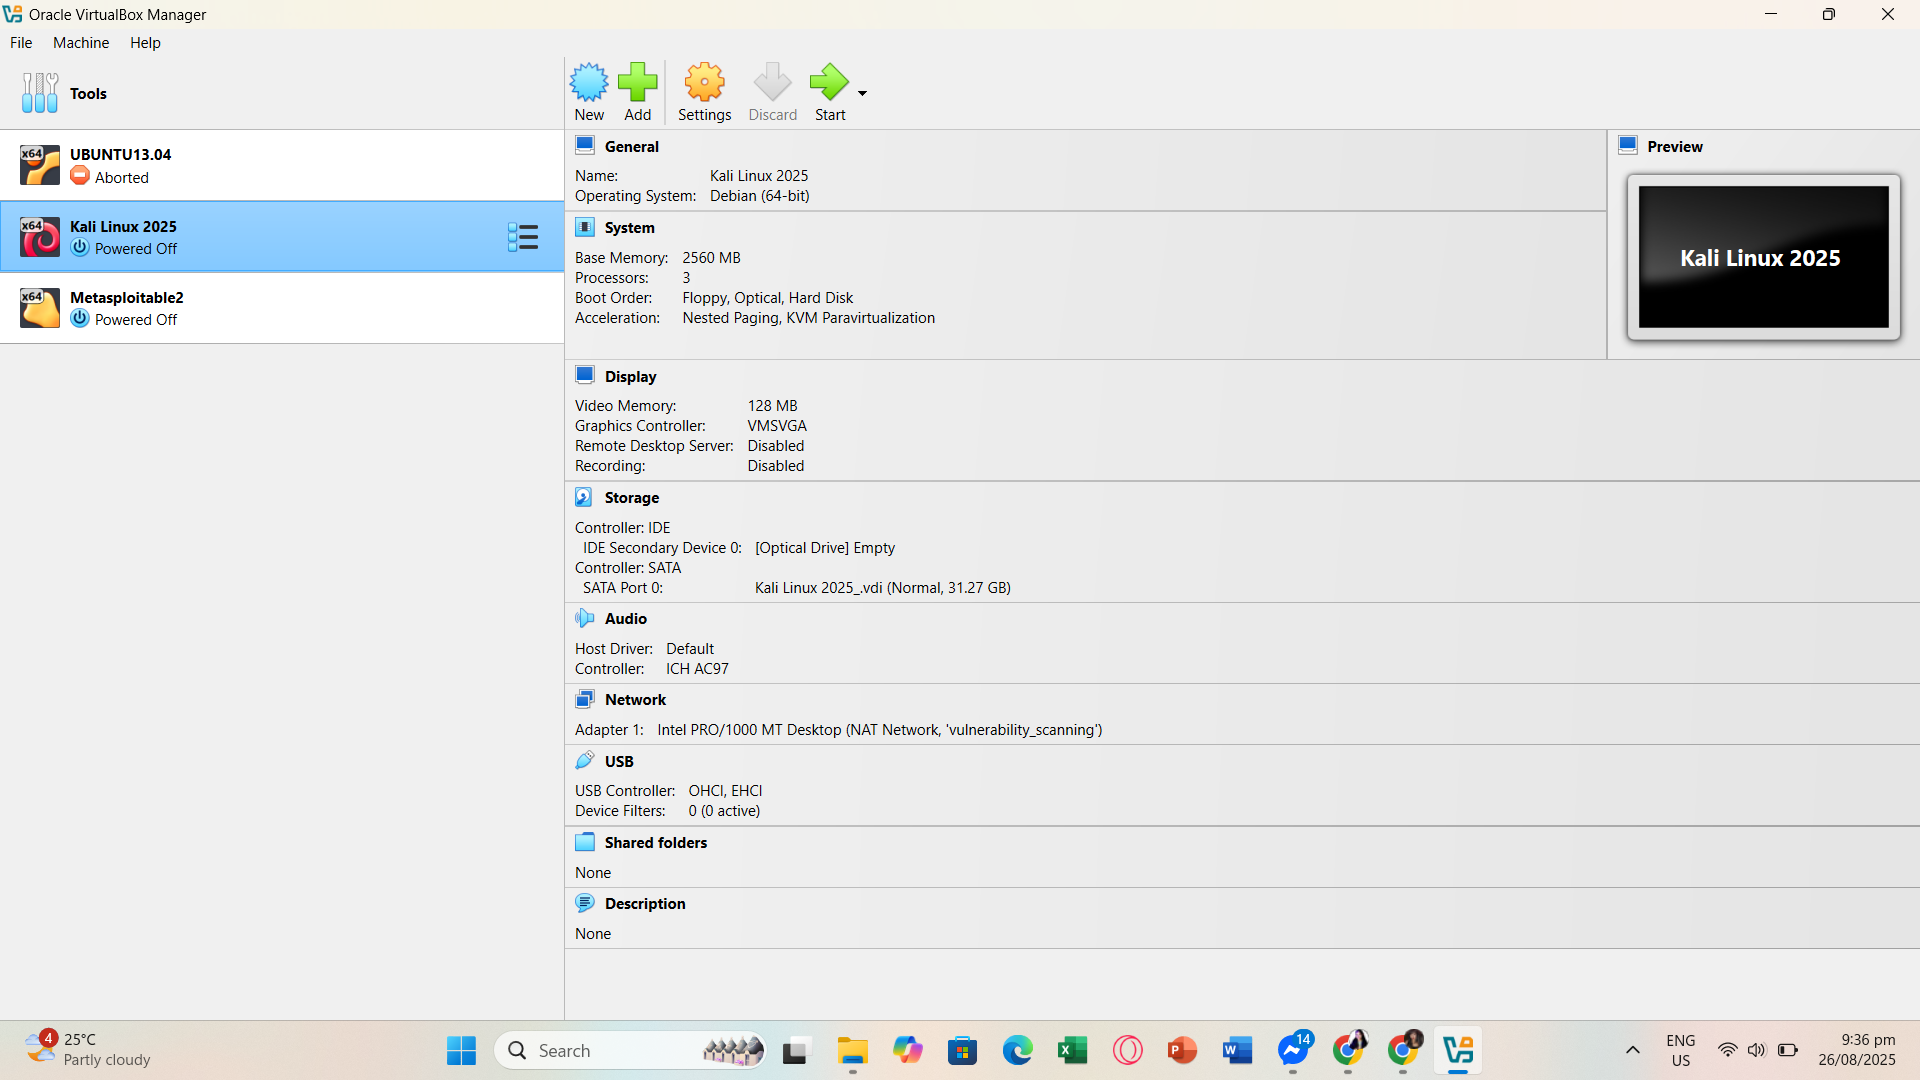 Oracle VirtualBox Manager
File Machine Help
Tools
New Add Settings Discard Start
x64 UBUNTU13.04
Aborted
x64 Kali Linux 2025
Powered Off
x64 Metasploitable2
Powered Off
General
Name: Kali Linux 2025
Operating System: Debian (64-bit)
System
Base Memory: 2560 MB
Processors: 3
Boot Order: Floppy, Optical, Hard Disk
Acceleration: Nested Paging, KVM Paravirtualization
Preview
Kali Linux 2025
Display
Video Memory: 128 MB
Graphics Controller: VMSVGA
Remote Desktop Server: Disabled
Recording: Disabled
Storage
Controller: IDE
IDE Secondary Device 0: [Optical Drive] Empty
Controller: SATA
SATA Port 0: Kali Linux 2025_.vdi (Normal, 31.27 GB)
Audio
Host Driver: Default
Controller: ICH AC97
Network
Adapter 1: Intel PRO/1000 MT Desktop (NAT Network, 'vulnerability_scanning')
USB
USB Controller: OHCI, EHCI
Device Filters: 0 (0 active)
Shared folders
None
Description
None
4 25°C
Partly cloudy
Search
14
ENG
US
9:36 pm
26/08/2025